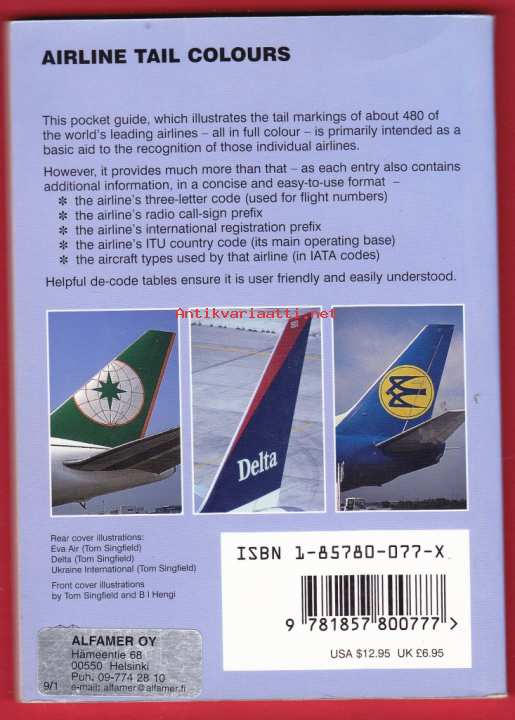 AIRLINE TAIL COLOURS
This pocket guide, which illustrates the tail markings of about 480 of
the world's leading airlines – all in full colour – is primarily intended as a
basic aid to the recognition of those individual airlines.
However, it provides much more than that – as each entry also contains
additional information, in a concise and easy-to-use format –
✽ the airline's three-letter code (used for flight numbers)
✽ the airline's radio call-sign prefix
✽ the airline's international registration prefix
✽ the airline's ITU country code (its main operating base)
✽ the aircraft types used by that airline (in IATA codes)
Helpful de-code tables ensure it is user friendly and easily understood.
Antikvariaatti.net
Delta
Rear cover illustrations:
Eva Air (Tom Singfield)
Delta (Tom Singfield)
Ukraine International (Tom Singfield)
Front cover illustrations
by Tom Singfield and B I Hengi
ISBN 1-85780-077-X
9 781857 800777 >
USA $12.95 UK £6.95
ALFAMER OY
Hämeentie 68
00550 Helsinki
Puh. 09-774 28 10
9/1 e-mail: alfamer@alfamer.fi